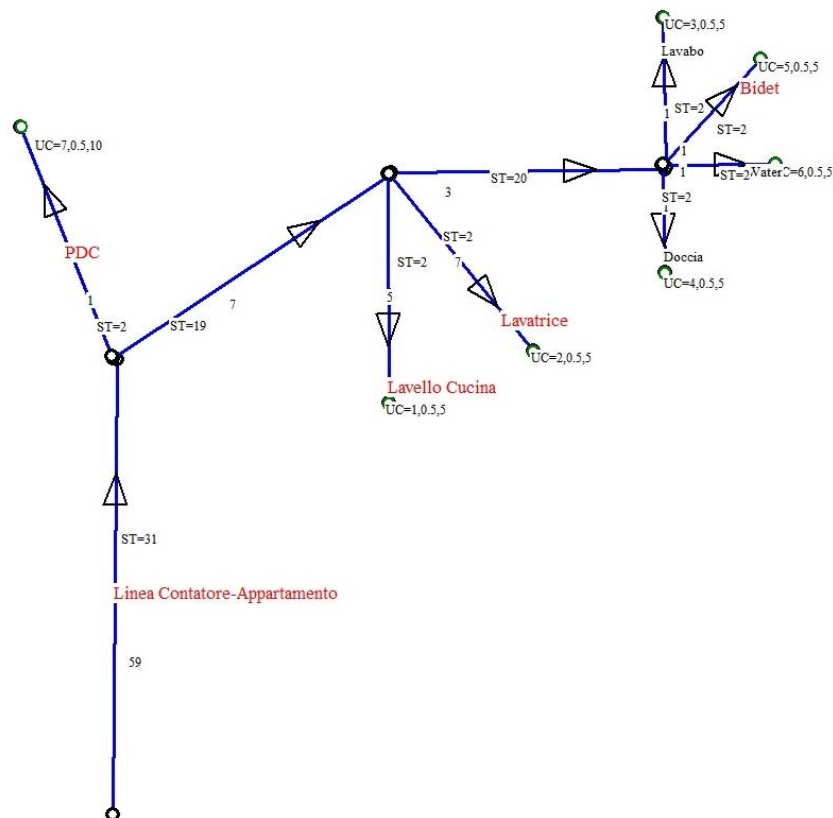 UC=3,0.5,5
Lavabo
UC=5,0.5,5
Bidet
ST=2
ST=2
1
UC=7,0.5,10
1
1
ST=20
ST=2
UC=6,0.5,5
3
ST=2
1
PDC
ST=2
ST=2
7
Doccia
UC=4,0.5,5
1
7
5
ST=2
ST=19
Lavatrice
UC=2,0.5,5
Lavello Cucina
UC=1,0.5,5
ST=31
Linea Contatore-Appartamento
59